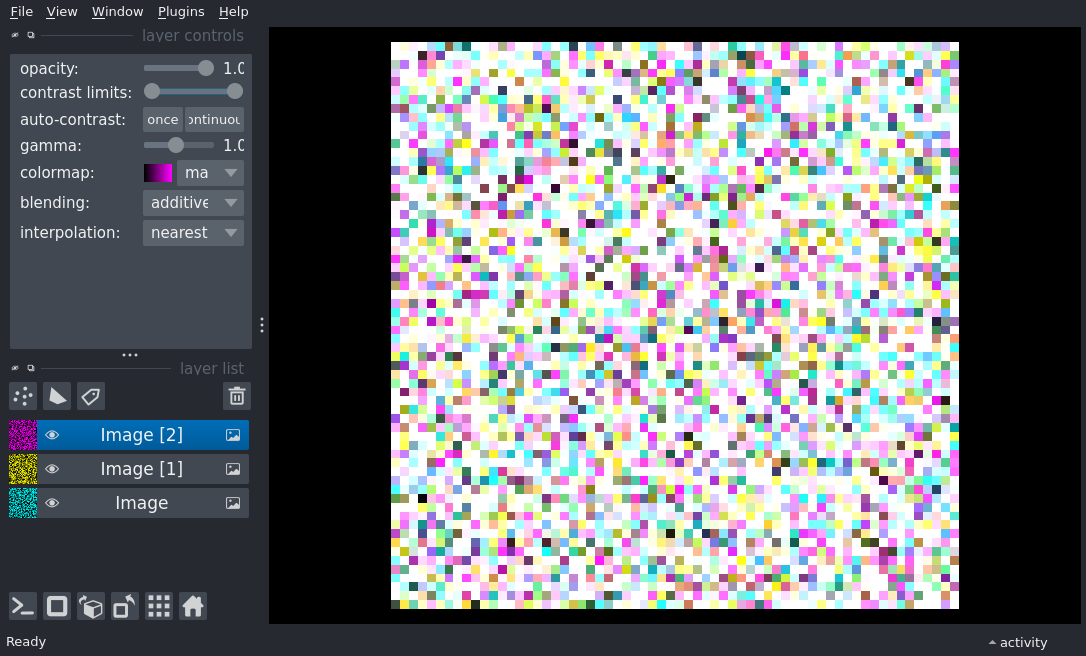 File View Window Plugins Help
layer controls
opacity: 1.0
contrast limits:
auto-contrast: once ontinuou
gamma: 1.0
colormap: ma
blending: additive
interpolation: nearest
layer list
Image [2]
Image [1]
Image
Ready
activity